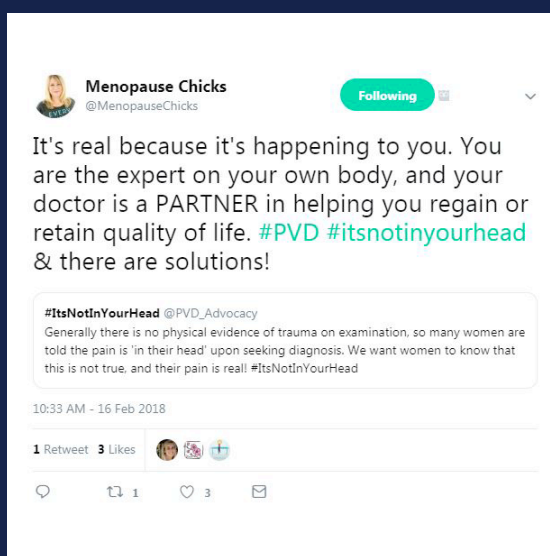 Menopause Chicks
@MenopauseChicks
Following
It's real because it's happening to you. You
are the expert on your own body, and your
doctor is a PARTNER in helping you regain or
retain quality of life. #PVD #itsnotinyourhead
& there are solutions!
#ItsNotInYourHead @PVD_Advocacy
Generally there is no physical evidence of trauma on examination, so many women are
told the pain is 'in their head' upon seeking diagnosis. We want women to know that
this is not true, and their pain is real! #ItsNotInYourHead
10:33 AM - 16 Feb 2018
1 Retweet 3 Likes
1 3